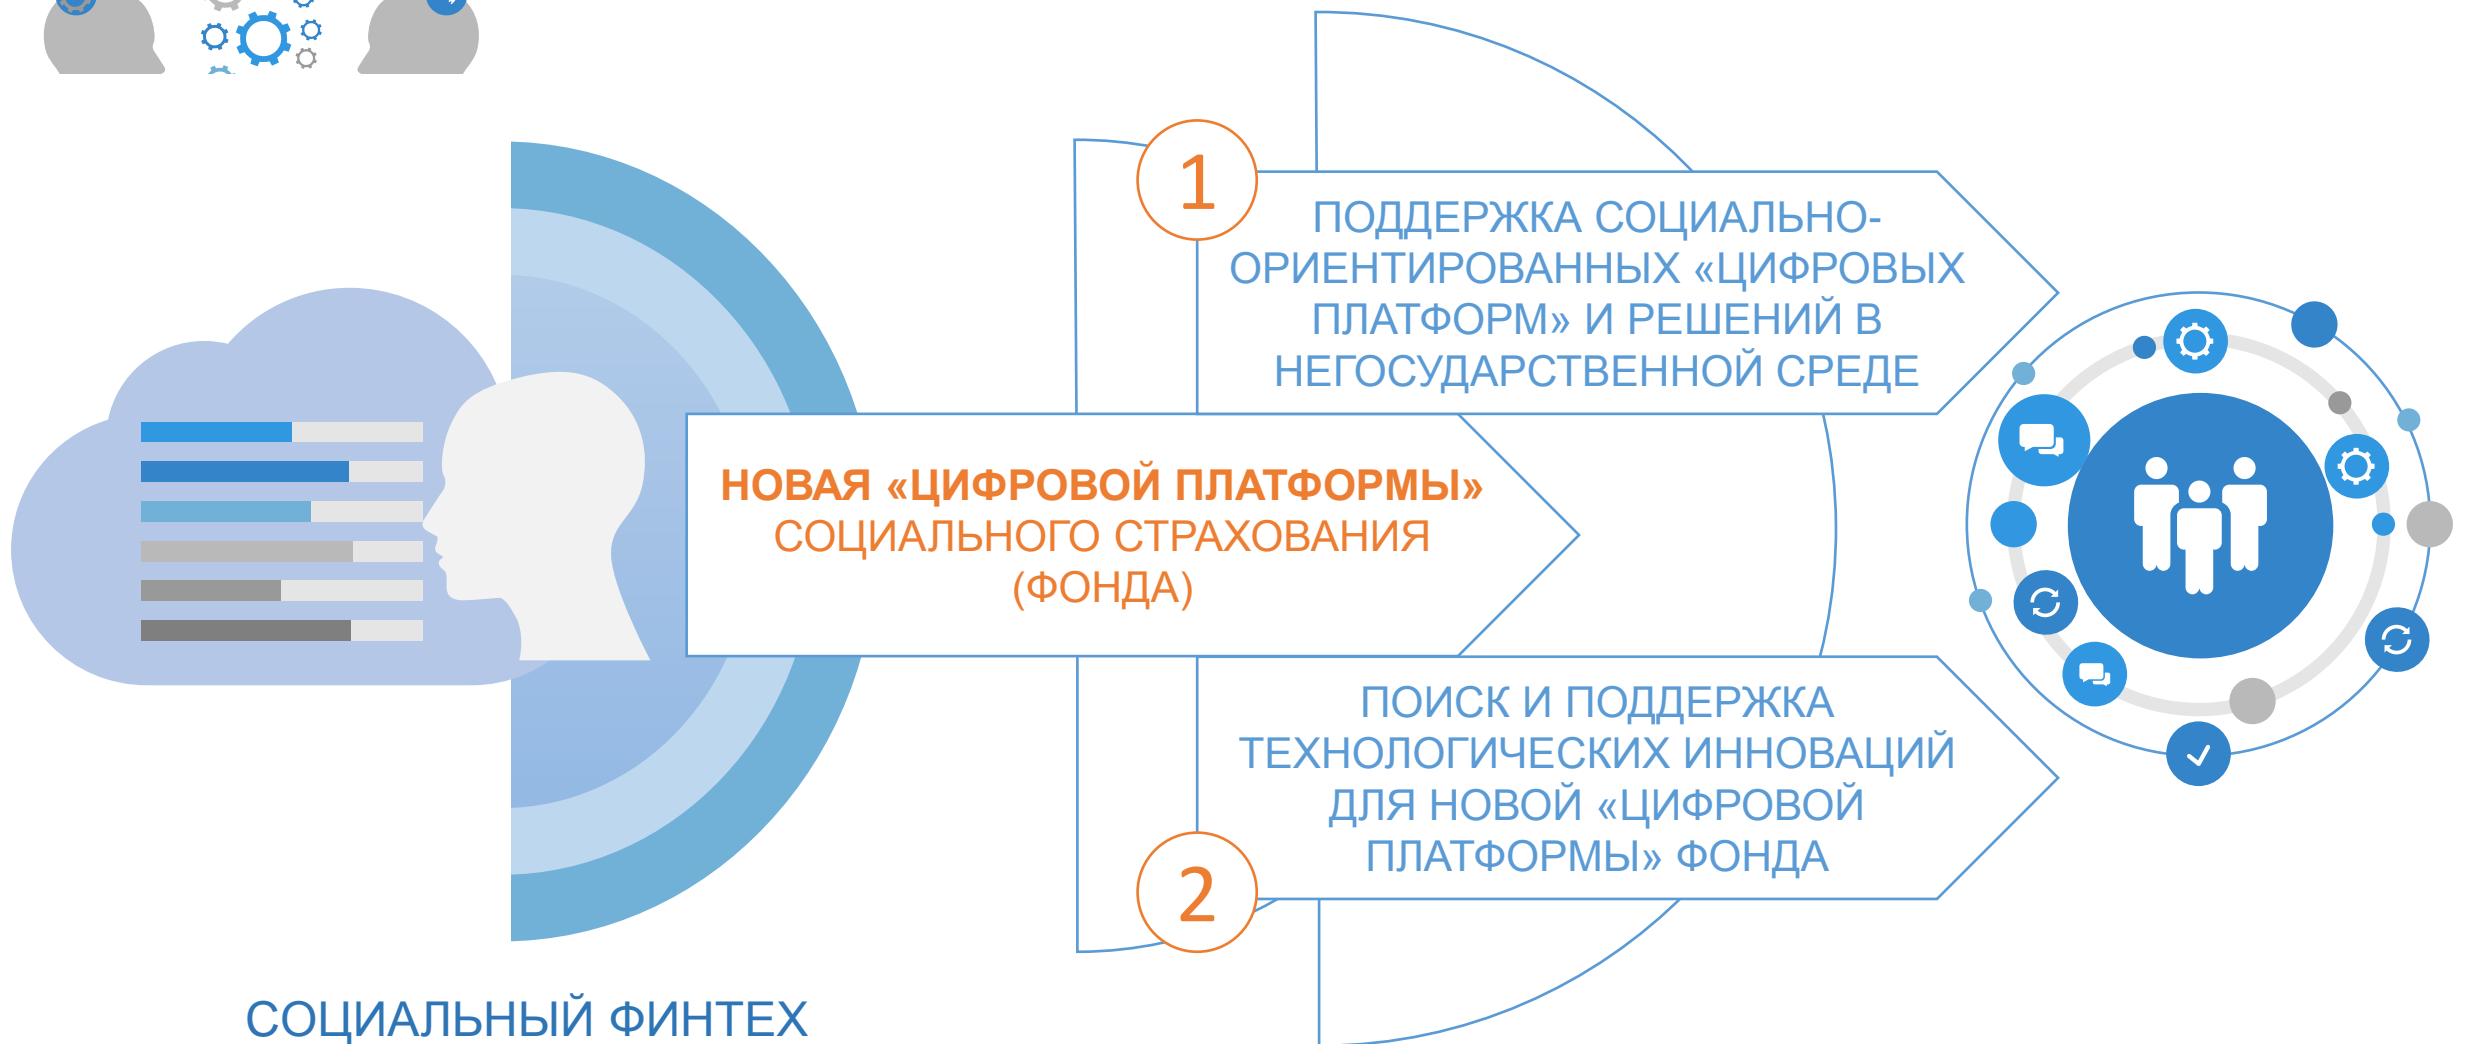 1
ПОДДЕРЖКА СОЦИАЛЬНО-
ОРИЕНТИРОВАННЫХ «ЦИФРОВЫХ
ПЛАТФОРМ» И РЕШЕНИЙ В
НЕГОСУДАРСТВЕННОЙ СРЕДЕ
НОВАЯ «ЦИФРОВОЙ ПЛАТФОРМЫ»
СОЦИАЛЬНОГО СТРАХОВАНИЯ
(ФОНДА)
2
ПОИСК И ПОДДЕРЖКА
ТЕХНОЛОГИЧЕСКИХ ИННОВАЦИЙ
ДЛЯ НОВОЙ «ЦИФРОВОЙ
ПЛАТФОРМЫ» ФОНДА
СОЦИАЛЬНЫЙ ФИНТЕХ